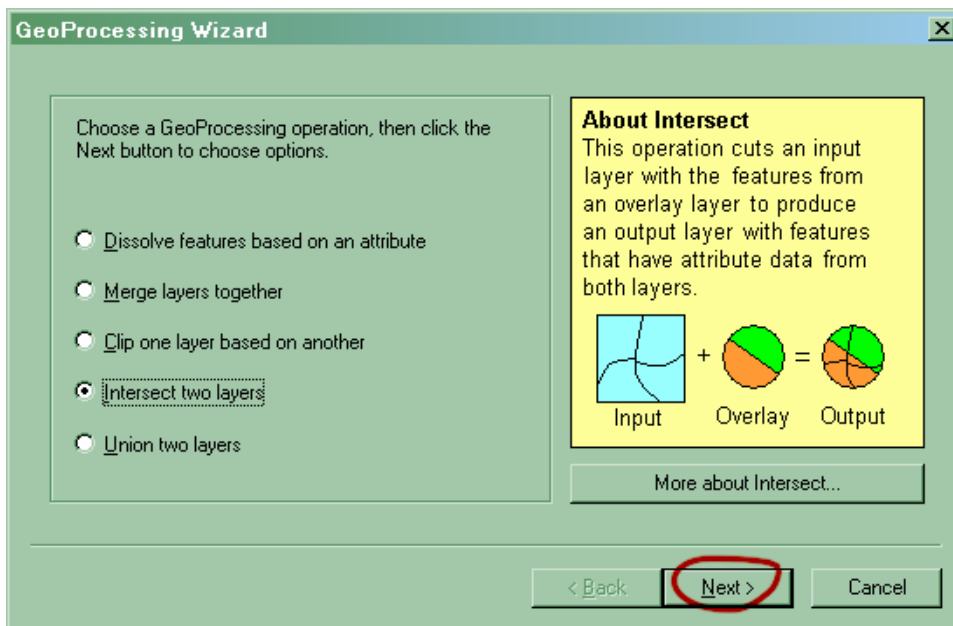 GeoProcessing Wizard
Choose a GeoProcessing operation, then click the
Next button to choose options.
Dissolve features based on an attribute
Merge layers together
Clip one layer based on another
Intersect two layers
Union two layers
About Intersect
This operation cuts an input
layer with the features from
an overlay layer to produce
an output layer with features
that have attribute data from
both layers.
+ =
Input Overlay Output
More about Intersect...
< Back Next > Cancel